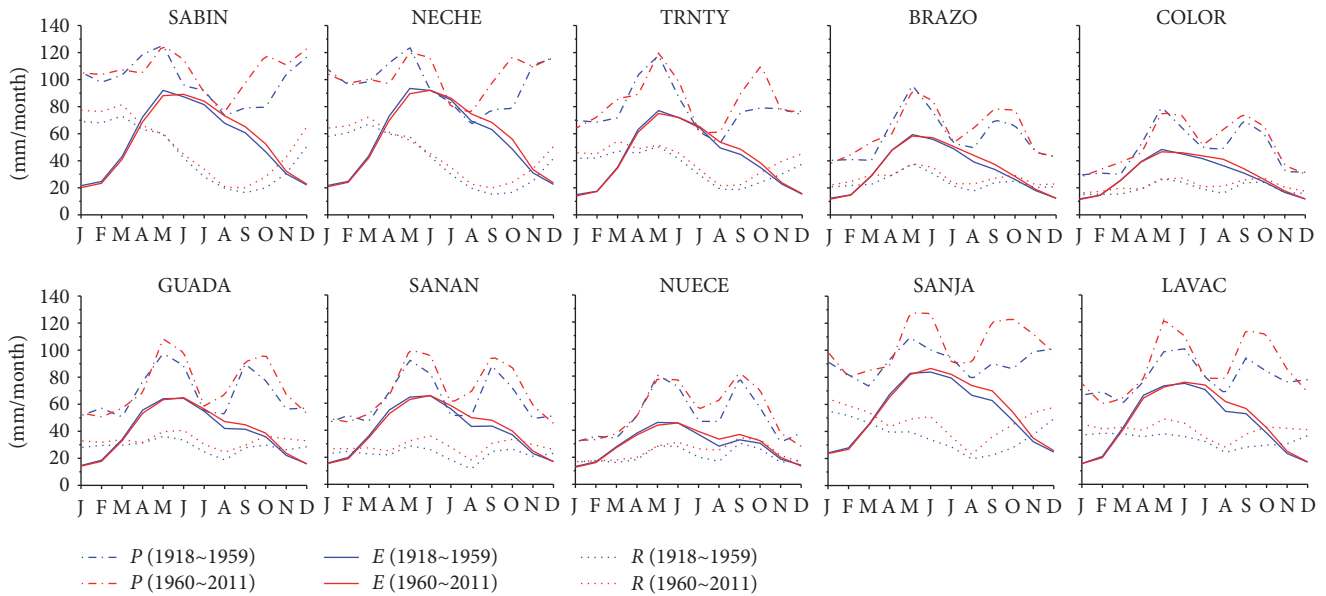 SABIN NECHE TRNTY BRAZO COLOR
(mm/month)
140
120
100
80
60
40
20
0
J F M A M J J A S O N D J F M A M J J A S O N D J F M A M J J A S O N D J F M A M J J A S O N D J F M A M J J A S O N D
GUADA SANAN NUECE SANJA LAVAC
(mm/month)
140
120
100
80
60
40
20
0
J F M A M J J A S O N D J F M A M J J A S O N D J F M A M J J A S O N D J F M A M J J A S O N D J F M A M J J A S O N D
P (1918~1959) E (1918~1959) R (1918~1959)
P (1960~2011) E (1960~2011) R (1960~2011)